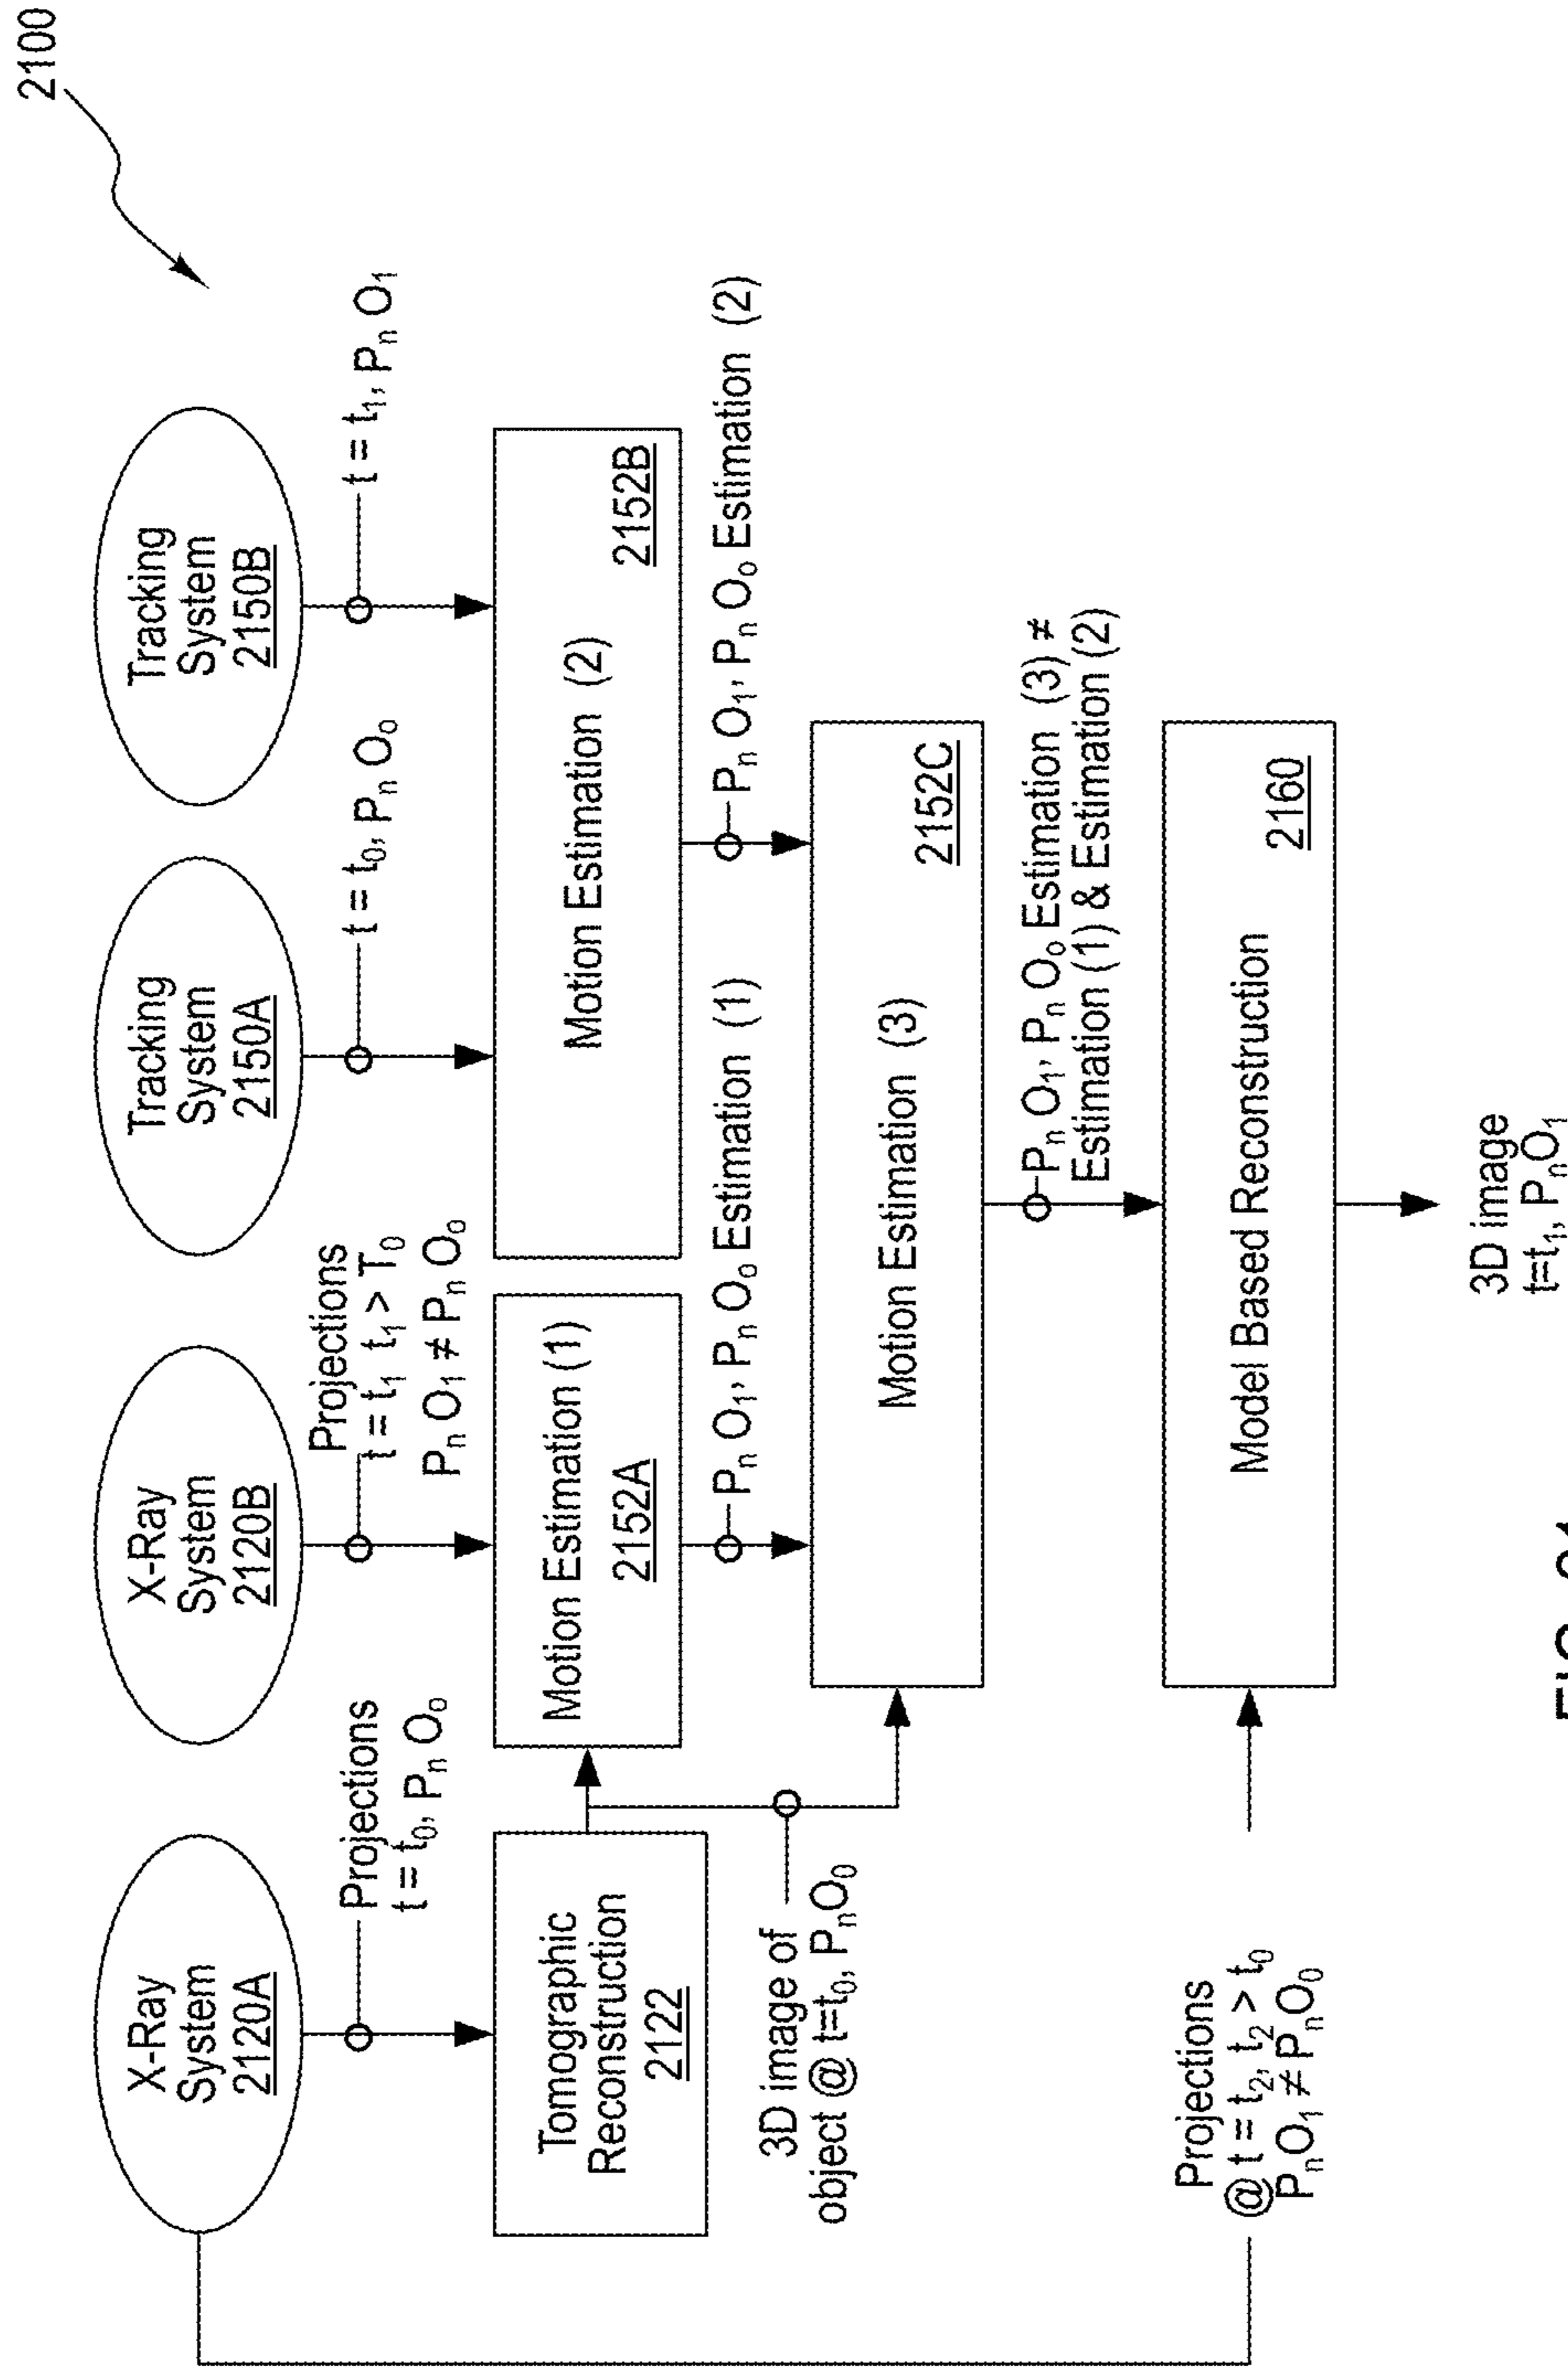 2100
X-Ray
System
2120A
X-Ray
System
2120B
Tracking
System
2150A
Tracking
System
2150B
Projections
t = t₀, Pₙ O₀
Projections
t = t₁ t₁ > T₀
Pₙ O₁ ≠ Pₙ O₀
t = t₀, Pₙ O₀
t = t₁, Pₙ O₁
Tomographic
Reconstruction
2122
Motion Estimation (1)
2152A
Motion Estimation (2)
2152B
3D image of
object @ t=t₀, PₙO₀
Pₙ O₁, Pₙ O₀ Estimation (1)
Pₙ O₁, Pₙ O₀ Estimation (2)
Motion Estimation (3)
2152C
Pₙ O₁, Pₙ O₀ Estimation (3) ≠
Estimation (1) & Estimation (2)
Projections
@ t = t₂, t₂ > t₀
PₙO₁ ≠ PₙO₀
Model Based Reconstruction
2160
3D image
t=t₁, PₙO₁